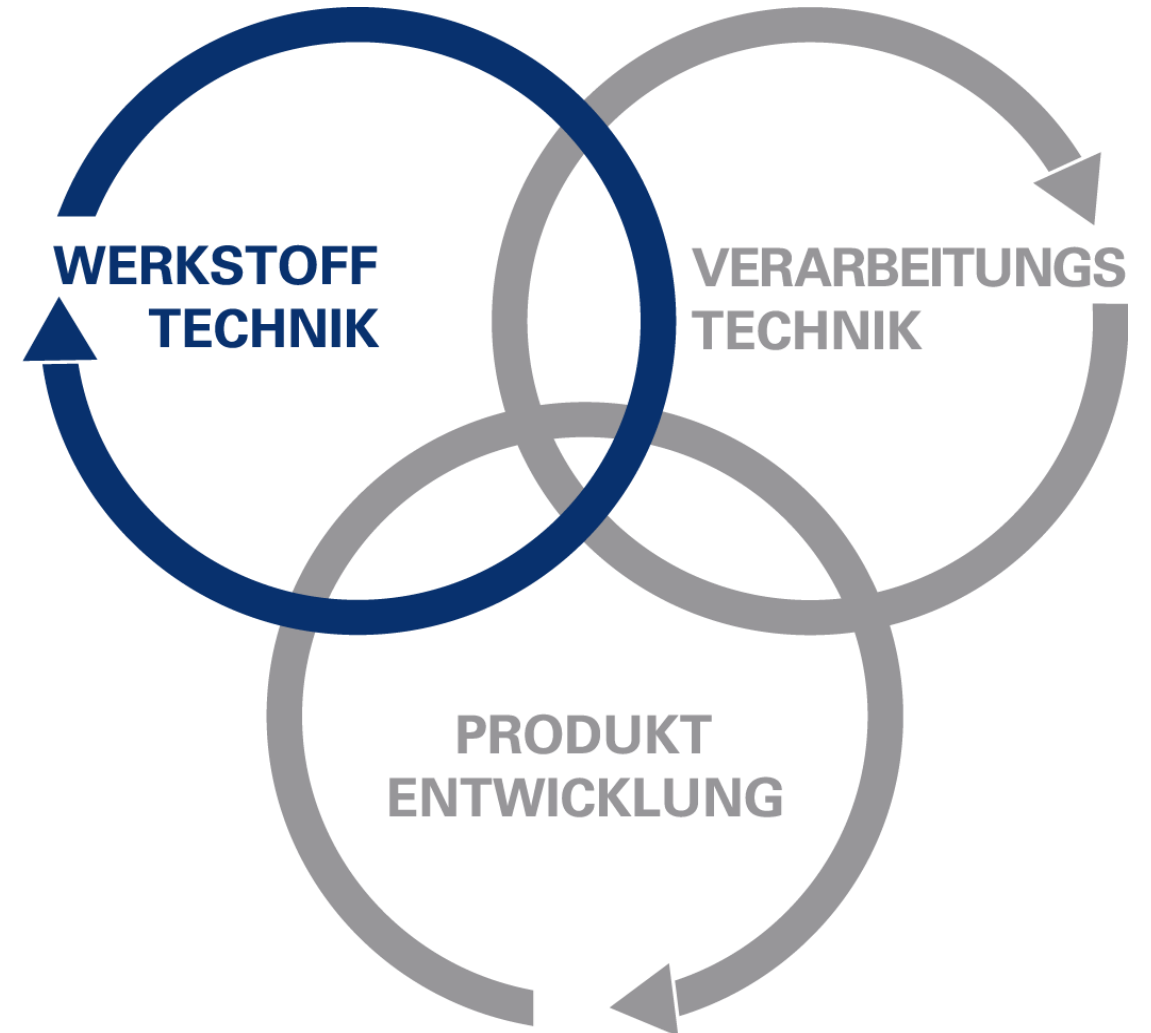 WERKSTOFF
TECHNIK
VERARBEITUNGS
TECHNIK
PRODUKT
ENTWICKLUNG